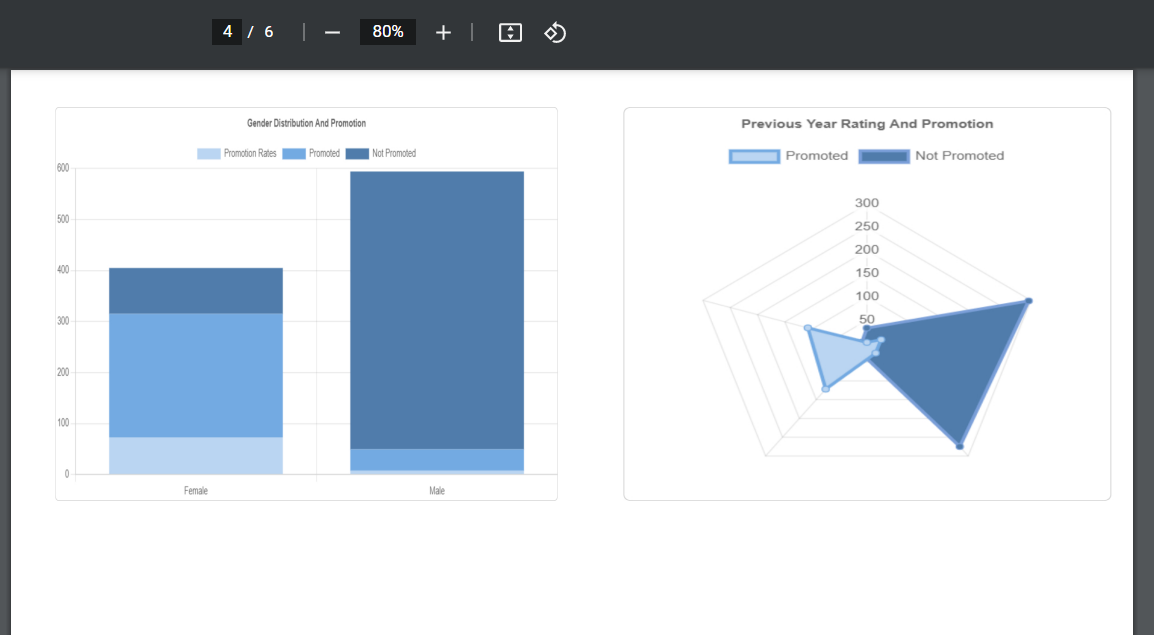 4 / 6 80%
Gender Distribution And Promotion
Promotion Rates Promoted Not Promoted
600
500
400
300
200
100
0
Female Male
Previous Year Rating And Promotion
Promoted Not Promoted
300
250
200
150
100
50